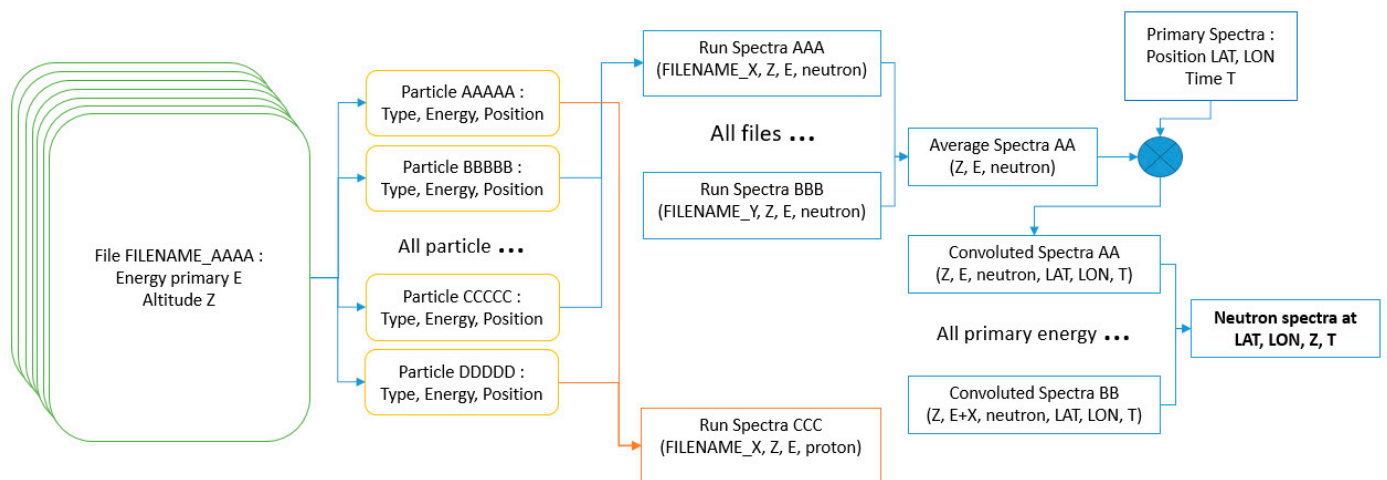 File FILENAME_AAAA :
Energy primary E
Altitude Z
Particle AAAAA :
Type, Energy, Position
Particle BBBBB :
Type, Energy, Position
All particle ...
Particle CCCCC :
Type, Energy, Position
Particle DDDDD :
Type, Energy, Position
Run Spectra AAA
(FILENAME_X, Z, E, neutron)
All files ...
Run Spectra BBB
(FILENAME_Y, Z, E, neutron)
Run Spectra CCC
(FILENAME_X, Z, E, proton)
Average Spectra AA
(Z, E, neutron)
Primary Spectra :
Position LAT, LON
Time T
Convoluted Spectra AA
(Z, E, neutron, LAT, LON, T)
All primary energy ...
Convoluted Spectra BB
(Z, E+X, neutron, LAT, LON, T)
Neutron spectra at
LAT, LON, Z, T